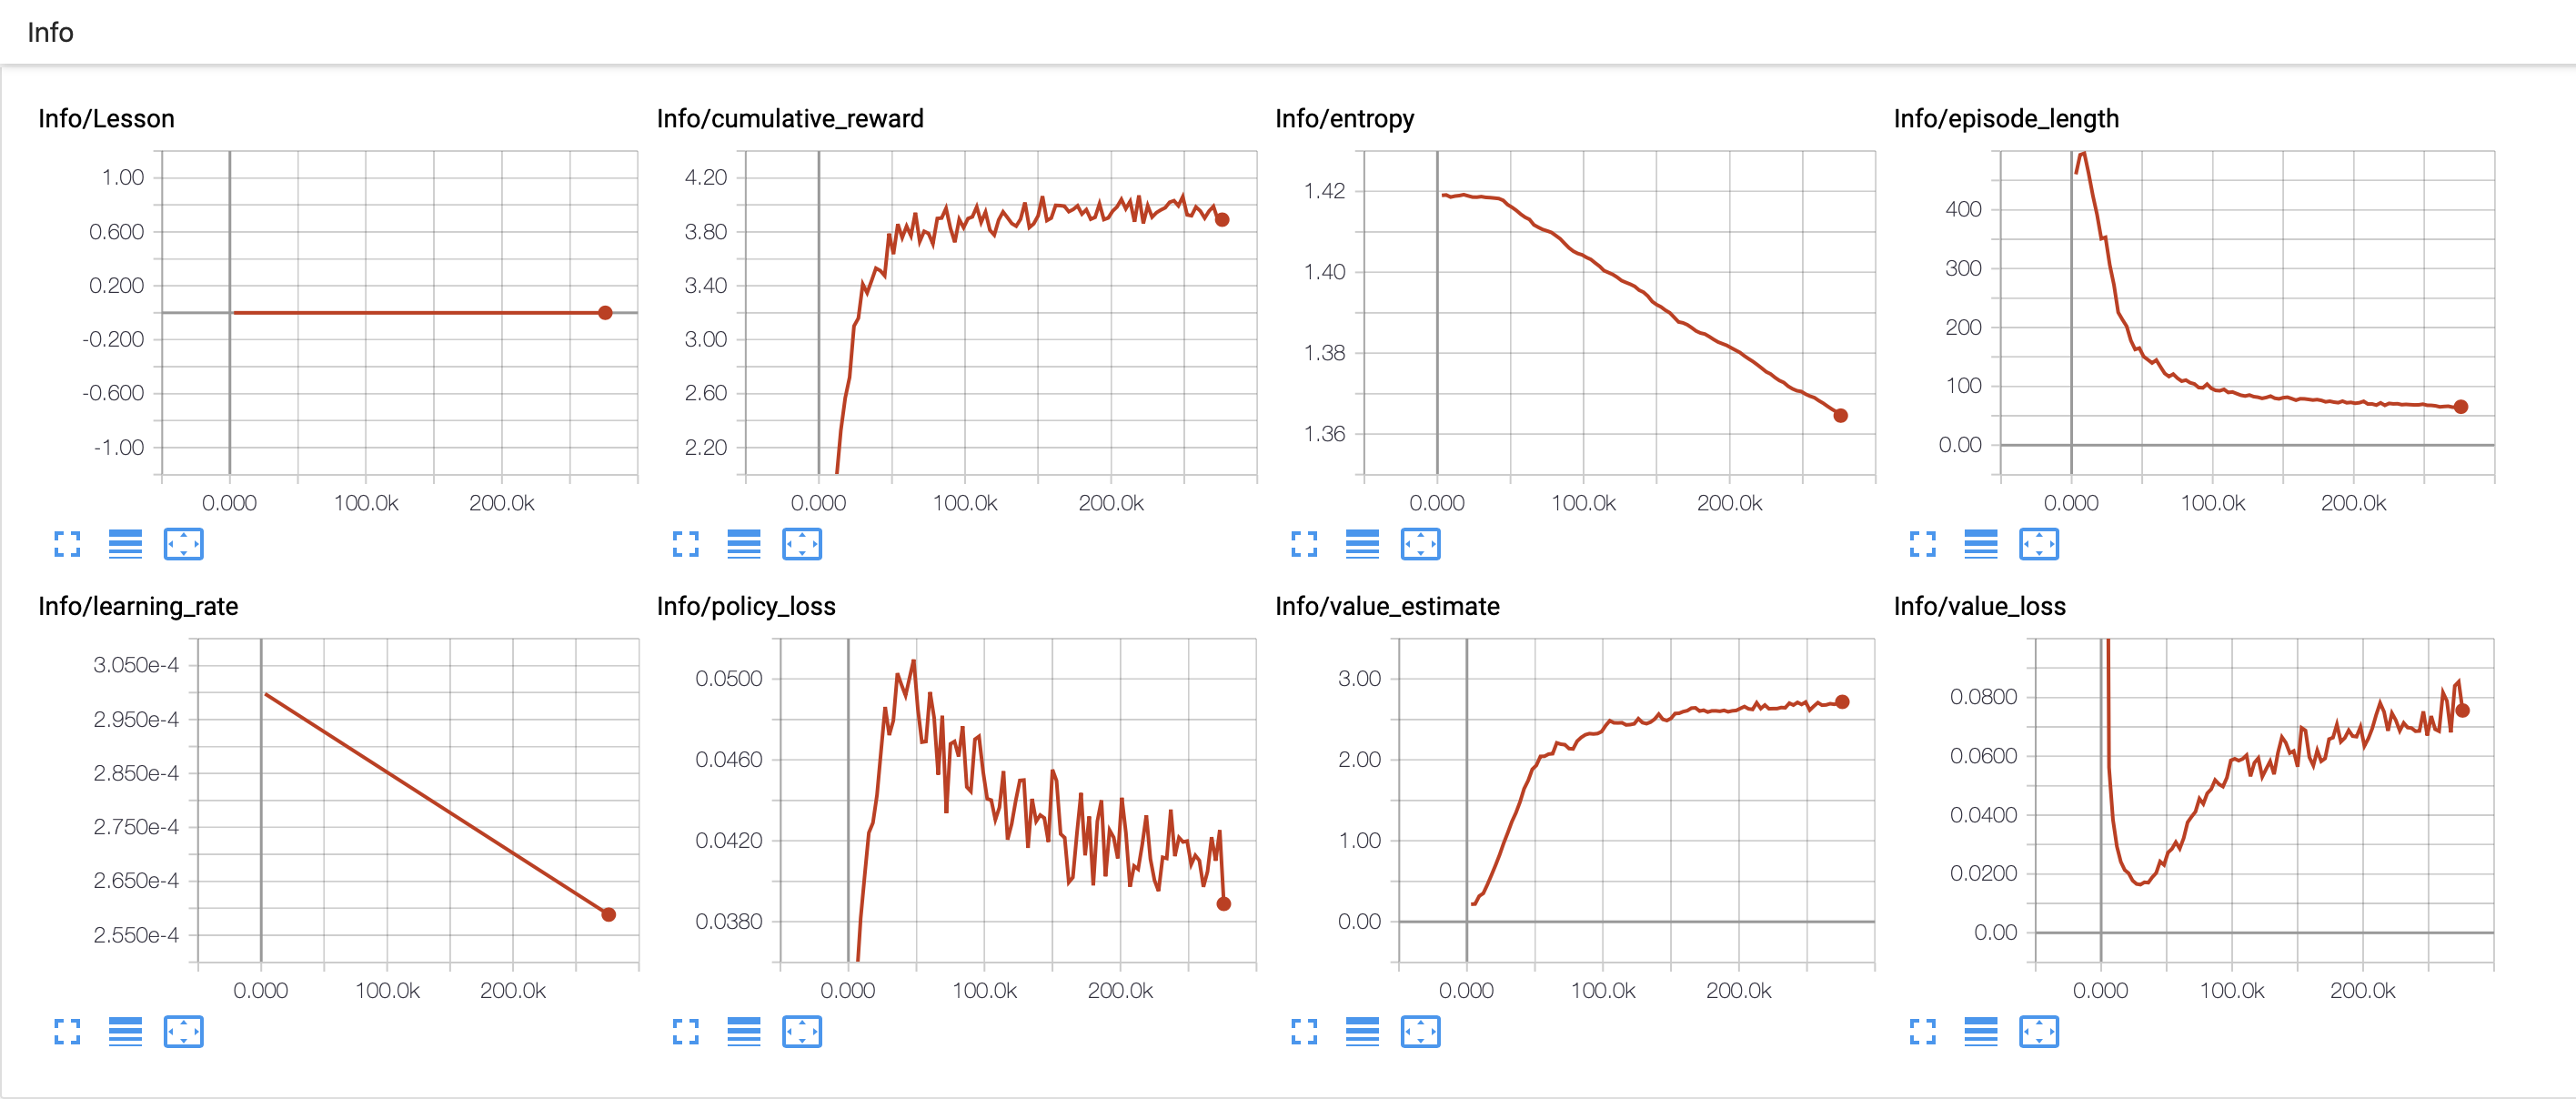 Info
Info/Lesson
1.00
0.600
0.200
-0.200
-0.600
-1.00
0.000 100.0k 200.0k
Info/cumulative_reward
4.20
3.80
3.40
3.00
2.60
2.20
0.000 100.0k 200.0k
Info/entropy
1.42
1.40
1.38
1.36
0.000 100.0k 200.0k
Info/episode_length
400
300
200
100
0.00
0.000 100.0k 200.0k
Info/learning_rate
3.050e-4
2.950e-4
2.850e-4
2.750e-4
2.650e-4
2.550e-4
0.000 100.0k 200.0k
Info/policy_loss
0.0500
0.0460
0.0420
0.0380
0.000 100.0k 200.0k
Info/value_estimate
3.00
2.00
1.00
0.00
0.000 100.0k 200.0k
Info/value_loss
0.0800
0.0600
0.0400
0.0200
0.00
0.000 100.0k 200.0k